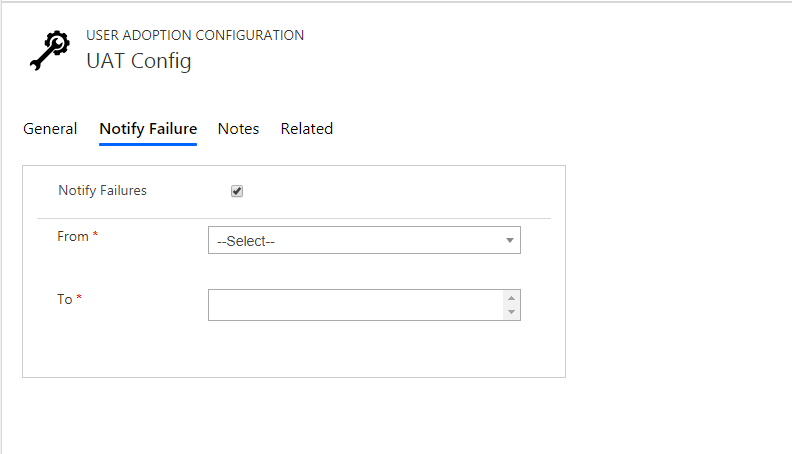 USER ADOPTION CONFIGURATION
UAT Config
General Notify Failure Notes Related
Notify Failures
From * --Select--
To *